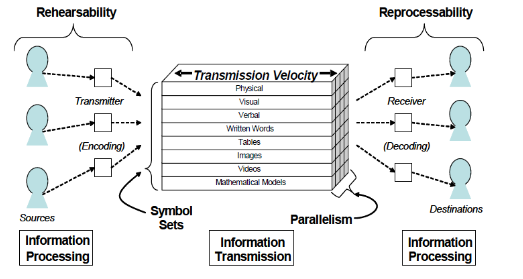 Rehearsability
Reprocessability
Transmission Velocity
Physical
Visual
Verbal
Written Words
Tables
Images
Videos
Mathematical Models
Transmitter
(Encoding)
Sources
Receiver
(Decoding)
Destinations
Symbol
Sets
Parallelism
Information
Processing
Information
Transmission
Information
Processing